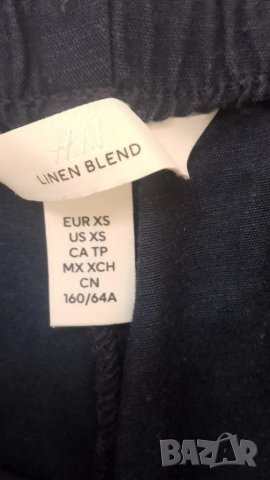 H&M
LINEN BLEND
EUR XS
US XS
CA TP
MX XCH
CN
160/64A
BAZAR